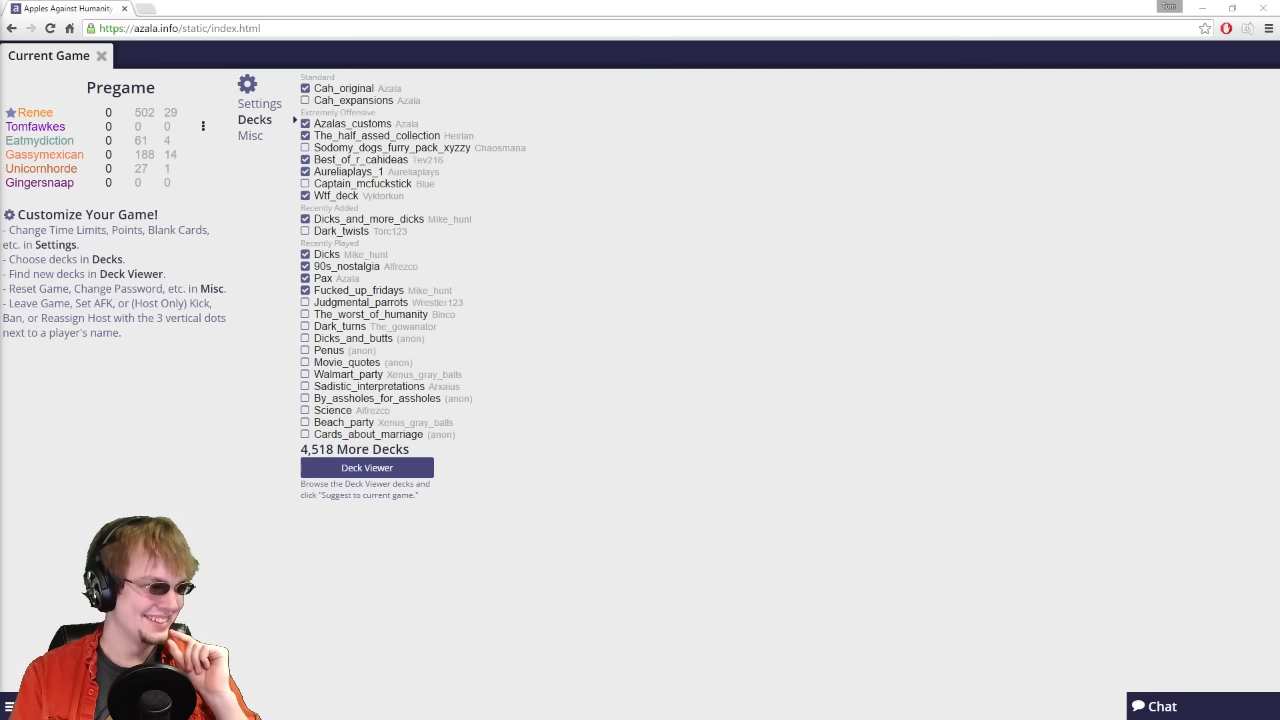 Apples Against Humanity
Tom
https://azala.info/static/index.html
Current Game
Pregame
Renee 0 502 29
Tomfawkes 0 0 0
Eatmydiction 0 61 4
Gassymexican 0 188 14
Unicornhorde 0 27 1
Gingersnaap 0 0 0
Customize Your Game!
- Change Time Limits, Points, Blank Cards,
etc. in Settings.
- Choose decks in Decks.
- Find new decks in Deck Viewer.
- Reset Game, Change Password, etc. in Misc.
- Leave Game, Set AFK, or (Host Only) Kick,
Ban, or Reassign Host with the 3 vertical dots
next to a player's name.
Settings
Decks
Misc
Standard
Cah_original Azala
Cah_expansions Azala
Extremely Offensive
Azalas_customs Azala
The_half_assed_collection Heirian
Sodomy_dogs_furry_pack_xyzzy Chaosmana
Best_of_r_cahideas Tev216
Aureliaplays_1 Aureliaplays
Captain_mcfuckstick Blue
Wtf_deck Vyktorkun
Recently Added
Dicks_and_more_dicks Mike_hunt
Dark_twists Torc123
Recently Played
Dicks Mike_hunt
90s_nostalgia Alfrezco
Pax Azala
Fucked_up_fridays Mike_hunt
Judgmental_parrots Wrestler123
The_worst_of_humanity Binco
Dark_turns The_gowanator
Dicks_and_butts (anon)
Penus (anon)
Movie_quotes (anon)
Walmart_party Xenus_gray_balls
Sadistic_interpretations Arxaius
By_assholes_for_assholes (anon)
Science Alfrezco
Beach_party Xenus_gray_balls
Cards_about_marriage (anon)
4,518 More Decks
Deck Viewer
Browse the Deck Viewer decks and
click "Suggest to current game."
Chat